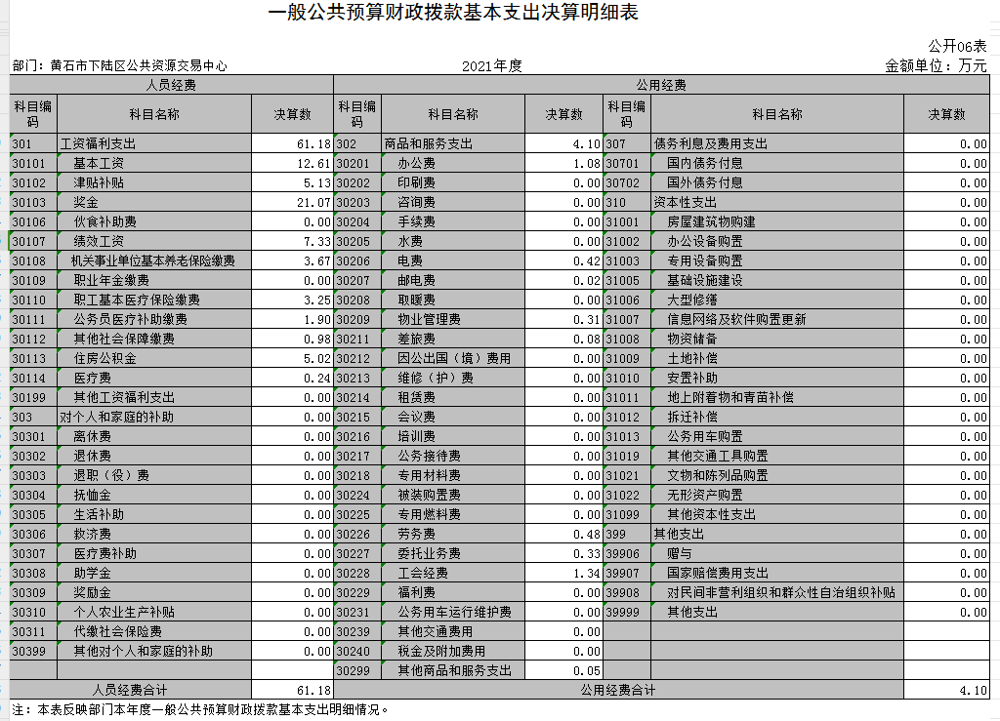 一般公共预算财政拨款基本支出决算明细表
公开06表
部门：黄石市下陆区公共资源交易中心 2021年度 金额单位：万元
人员经费 公用经费
科目编码 科目名称 决算数 科目编码 科目名称 决算数 科目编码 科目名称 决算数
301 工资福利支出 61.18 302 商品和服务支出 4.10 307 债务利息及费用支出 0.00
30101 基本工资 12.61 30201 办公费 1.08 30701 国内债务付息 0.00
30102 津贴补贴 5.13 30202 印刷费 0.00 30702 国外债务付息 0.00
30103 奖金 21.07 30203 咨询费 0.00 310 资本性支出 0.00
30106 伙食补助费 0.00 30204 手续费 0.00 31001 房屋建筑物购建 0.00
30107 绩效工资 7.33 30205 水费 0.00 31002 办公设备购置 0.00
30108 机关事业单位基本养老保险缴费 3.67 30206 电费 0.42 31003 专用设备购置 0.00
30109 职业年金缴费 0.00 30207 邮电费 0.02 31005 基础设施建设 0.00
30110 职工基本医疗保险缴费 3.25 30208 取暖费 0.00 31006 大型修缮 0.00
30111 公务员医疗补助缴费 1.90 30209 物业管理费 0.31 31007 信息网络及软件购置更新 0.00
30112 其他社会保障缴费 0.98 30211 差旅费 0.08 31008 物资储备 0.00
30113 住房公积金 5.02 30212 因公出国（境）费用 0.00 31009 土地补偿 0.00
30114 医疗费 0.24 30213 维修（护）费 0.00 31010 安置补助 0.00
30199 其他工资福利支出 0.00 30214 租赁费 0.00 31011 地上附着物和青苗补偿 0.00
303 对个人和家庭的补助 0.00 30215 会议费 0.00 31012 拆迁补偿 0.00
30301 离休费 0.00 30216 培训费 0.00 31013 公务用车购置 0.00
30302 退休费 0.00 30217 公务接待费 0.00 31019 其他交通工具购置 0.00
30303 退职（役）费 0.00 30218 专用材料费 0.00 31021 文物和陈列品购置 0.00
30304 抚恤金 0.00 30224 被装购置费 0.00 31022 无形资产购置 0.00
30305 生活补助 0.00 30225 专用燃料费 0.00 31099 其他资本性支出 0.00
30306 救济费 0.00 30226 劳务费 0.48 399 其他支出 0.00
30307 医疗费补助 0.00 30227 委托业务费 0.33 39906 赠与 0.00
30308 助学金 0.00 30228 工会经费 1.34 39907 国家赔偿费用支出 0.00
30309 奖励金 0.00 30229 福利费 0.00 39908 对民间非营利组织和群众性自治组织补贴 0.00
30310 个人农业生产补贴 0.00 30231 公务用车运行维护费 0.00 39999 其他支出 0.00
30311 代缴社会保险费 0.00 30239 其他交通费用 0.00
30399 其他对个人和家庭的补助 0.00 30240 税金及附加费用 0.00
30299 其他商品和服务支出 0.05
人员经费合计 61.18 公用经费合计 4.10
注：本表反映部门本年度一般公共预算财政拨款基本支出明细情况。